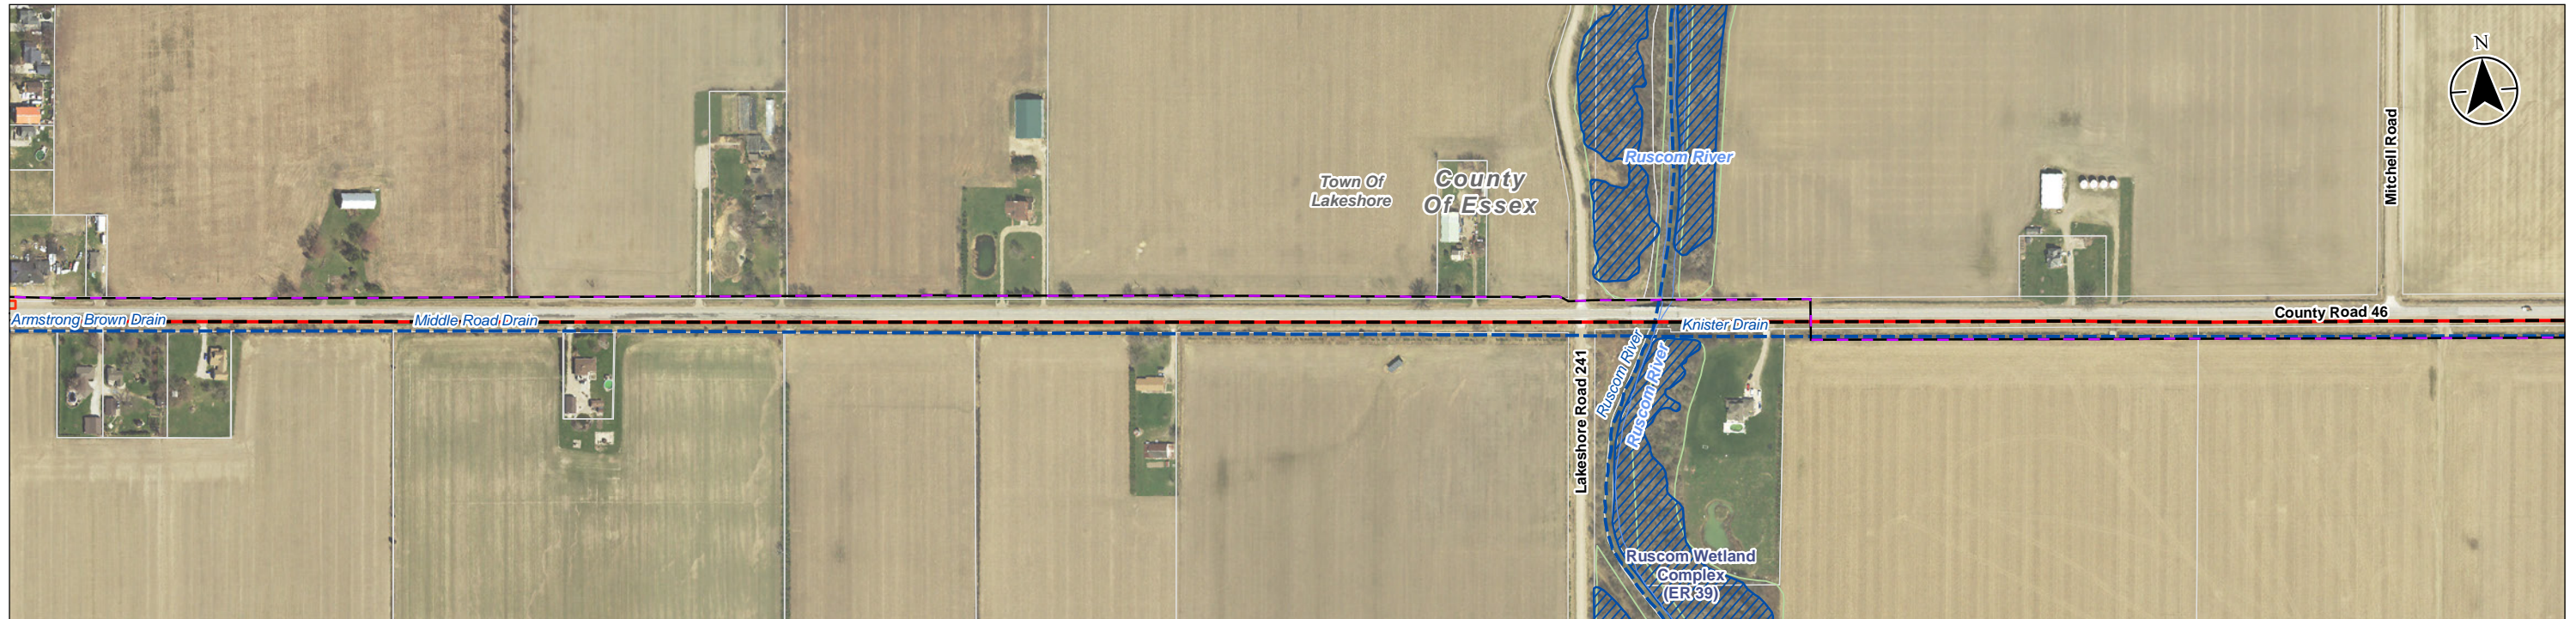 N
Mitchell Road
Ruscom River
Town Of
Lakeshore
County
Of Essex
Armstrong Brown Drain
Middle Road Drain
Knister Drain
County Road 46
Lakeshore Road 241
Ruscom River
Ruscom River
Ruscom Wetland
Complex
(ER 39)